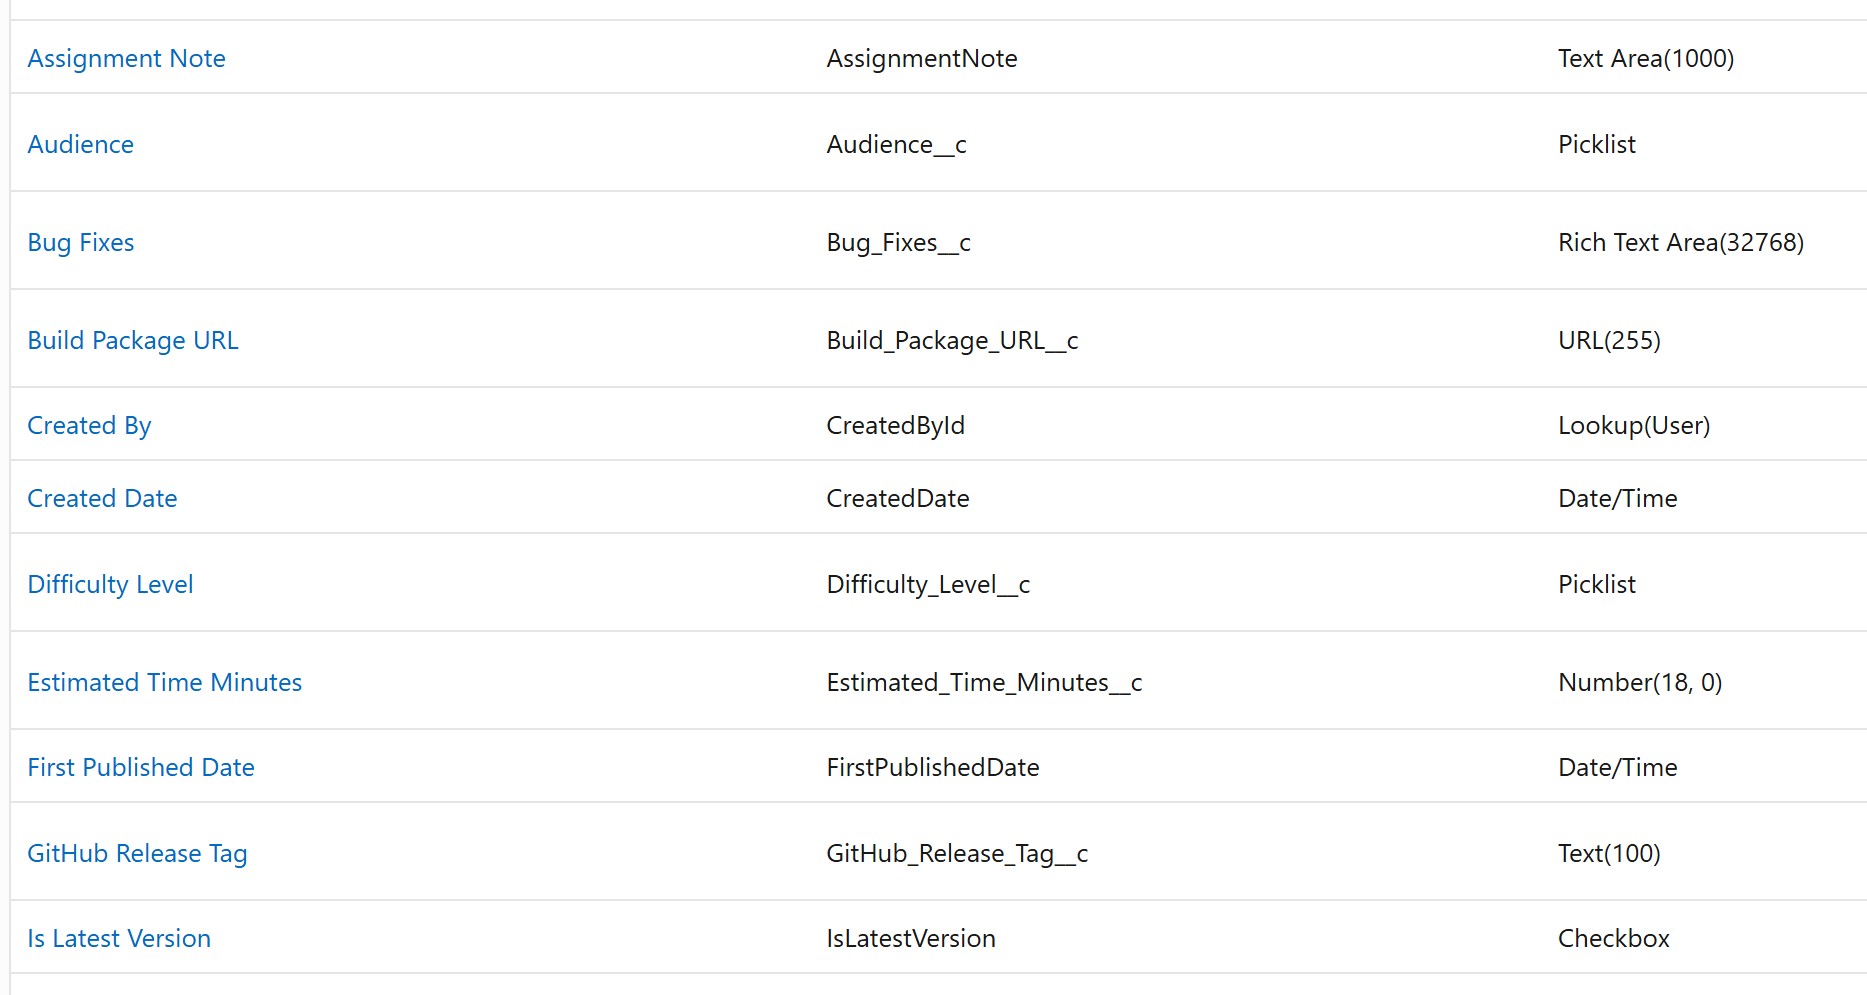 Assignment Note AssignmentNote Text Area(1000)
Audience Audience__c Picklist
Bug Fixes Bug_Fixes__c Rich Text Area(32768)
Build Package URL Build_Package_URL__c URL(255)
Created By CreatedById Lookup(User)
Created Date CreatedDate Date/Time
Difficulty Level Difficulty_Level__c Picklist
Estimated Time Minutes Estimated_Time_Minutes__c Number(18, 0)
First Published Date FirstPublishedDate Date/Time
GitHub Release Tag GitHub_Release_Tag__c Text(100)
Is Latest Version IsLatestVersion Checkbox